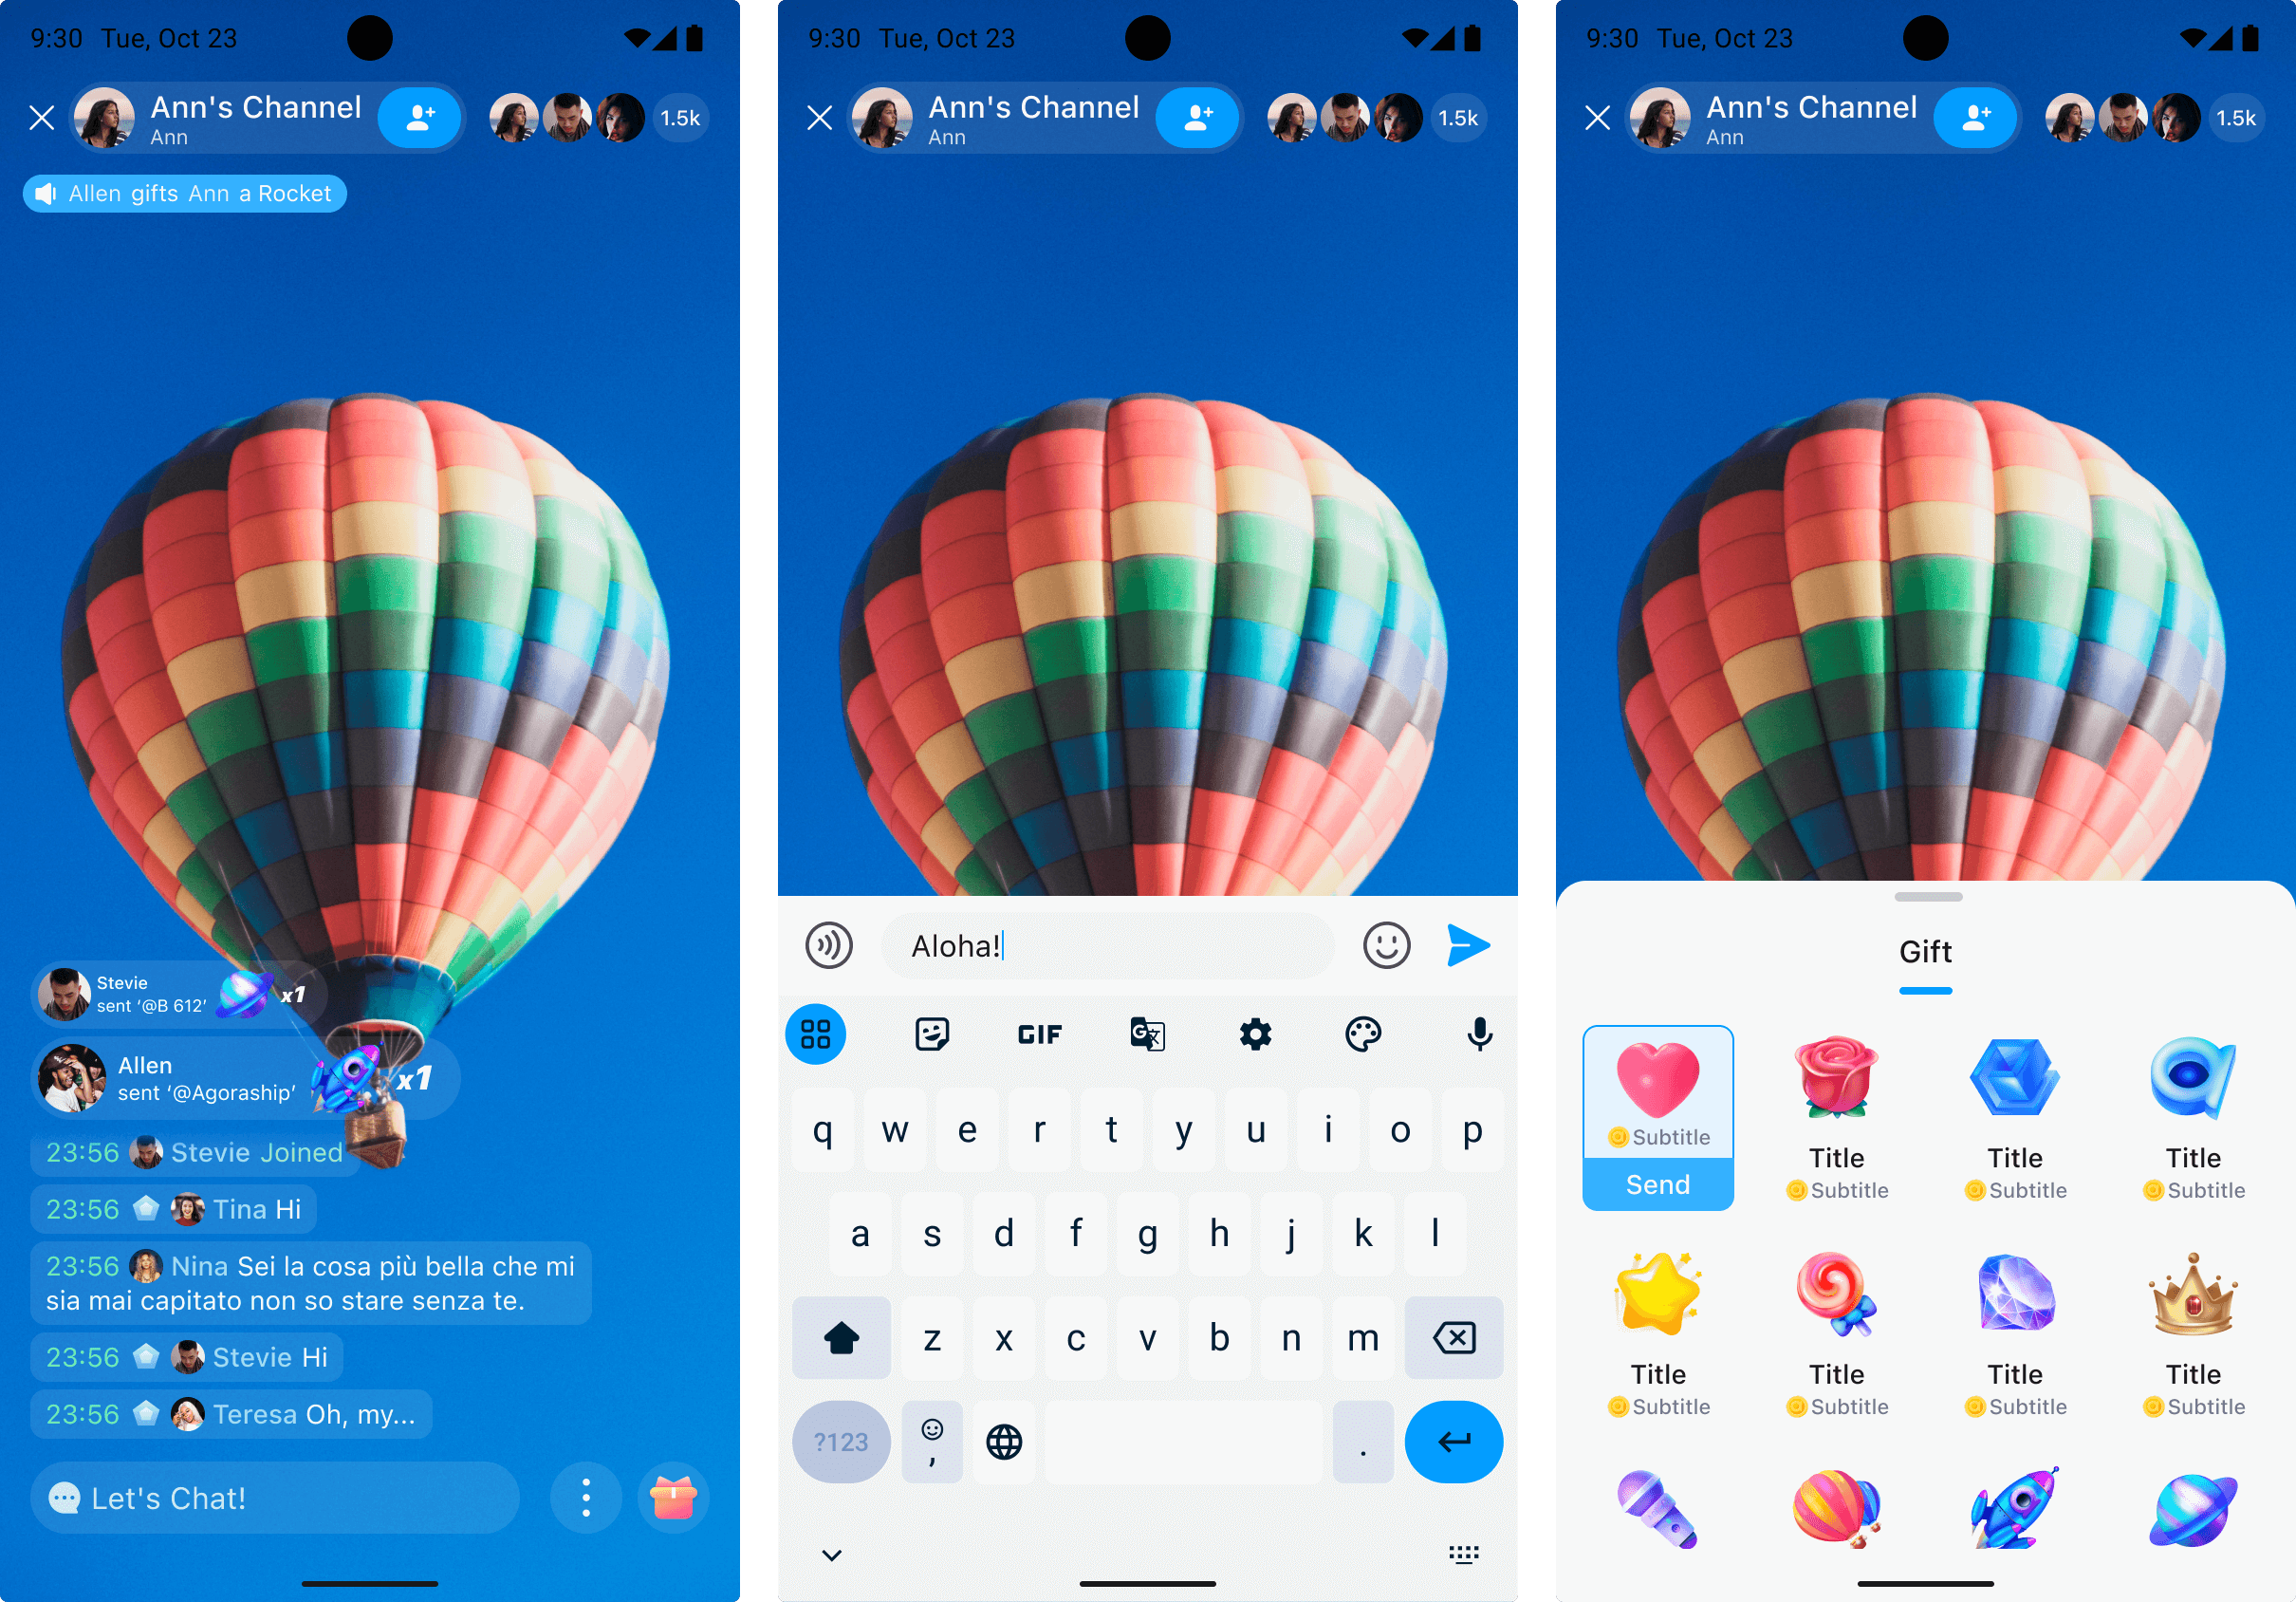 9:30 Tue, Oct 23
Ann's Channel
Ann
1.5k
Allen gifts Ann a Rocket
Stevie
sent ‘@B 612’
x1
Allen
sent ‘@Agoraship’
x1
23:56 Stevie Joined
23:56 Tina Hi
23:56 Nina Sei la cosa più bella che mi
sia mai capitato non so stare senza te.
23:56 Stevie Hi
23:56 Teresa Oh, my...
Let's Chat!
9:30 Tue, Oct 23
Ann's Channel
Ann
1.5k
Aloha!
GIF
q w e r t y u i o p
a s d f g h j k l
z x c v b n m
?123 , .
9:30 Tue, Oct 23
Ann's Channel
Ann
1.5k
Gift
Subtitle
Send
Title Title Title
Subtitle Subtitle Subtitle
Title Title Title Title
Subtitle Subtitle Subtitle Subtitle